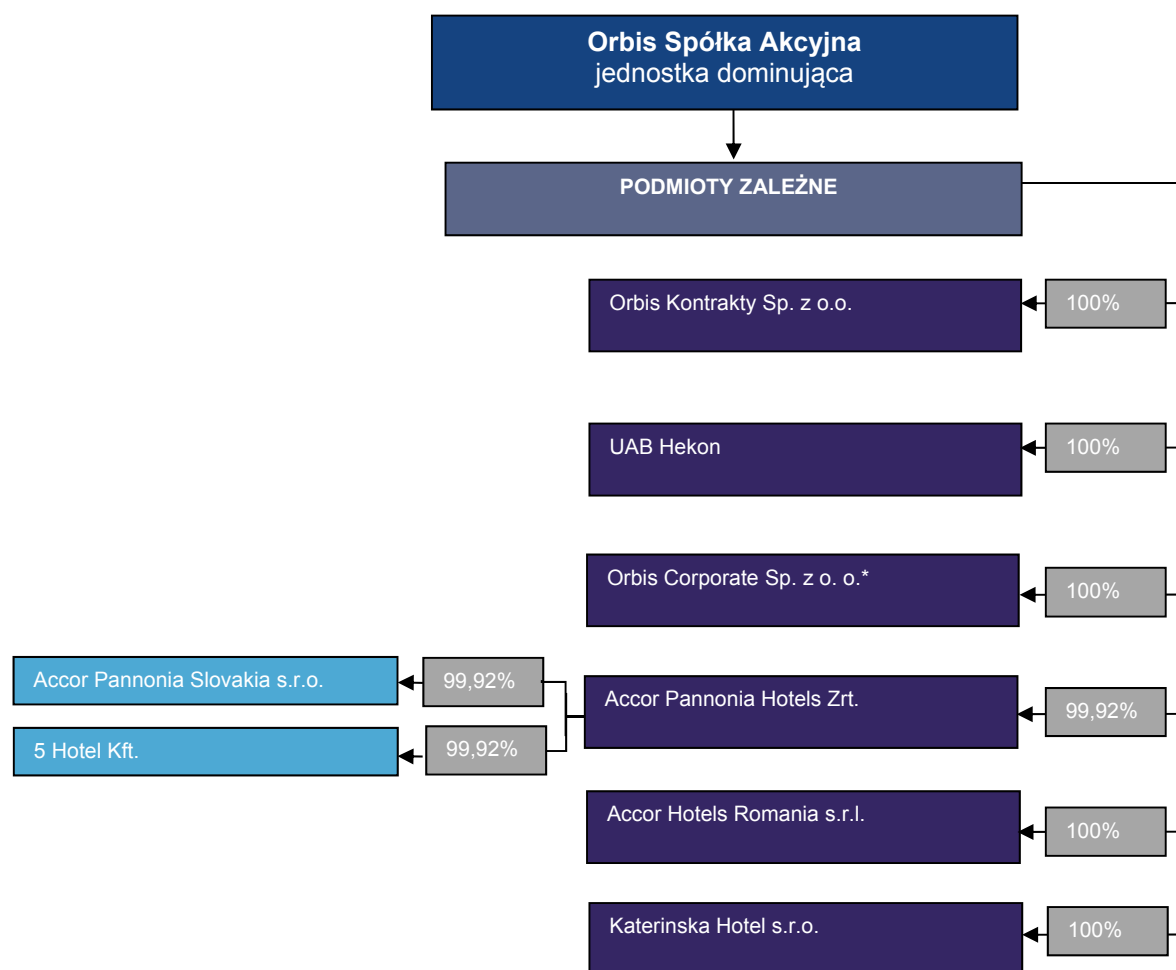 Orbis Spółka Akcyjna
jednostka dominująca
PODMIOTY ZALEŻNE
Orbis Kontrakty Sp. z o.o.
100%
UAB Hekon
100%
Orbis Corporate Sp. z o. o.*
100%
Accor Pannonia Slovakia s.r.o.
99,92%
5 Hotel Kft.
99,92%
Accor Pannonia Hotels Zrt.
99,92%
Accor Hotels Romania s.r.l.
100%
Katerinska Hotel s.r.o.
100%